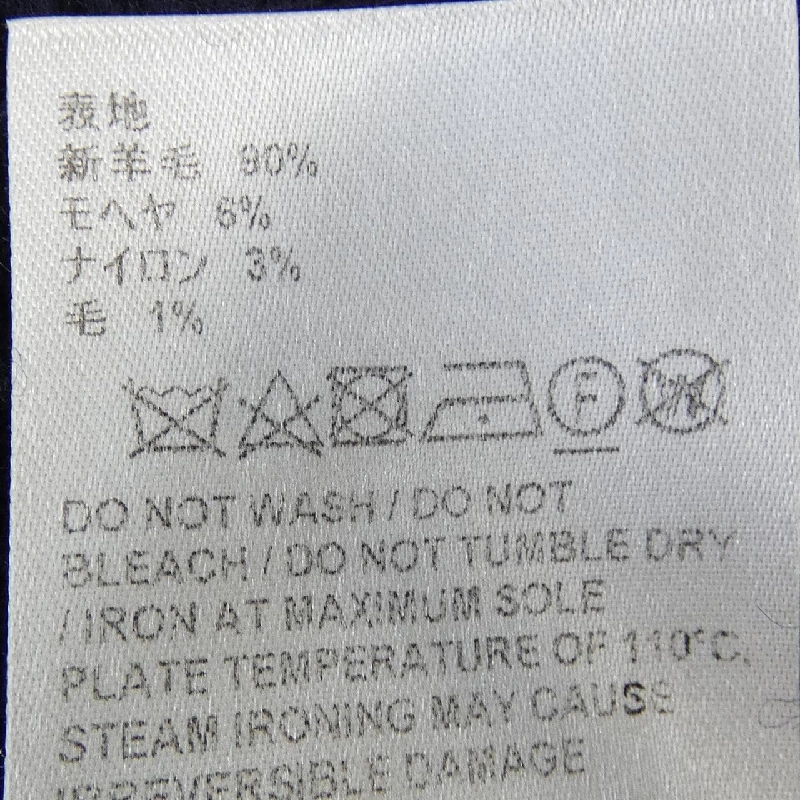 表地
新羊毛 90%
モヘヤ 6%
ナイロン 3%
毛 1%
F W
DO NOT WASH / DO NOT
BLEACH / DO NOT TUMBLE DRY
/ IRON AT MAXIMUM SOLE
PLATE TEMPERATURE OF 110°C.
STEAM IRONING MAY CAUSE
IRREVERSIBLE DAMAGE